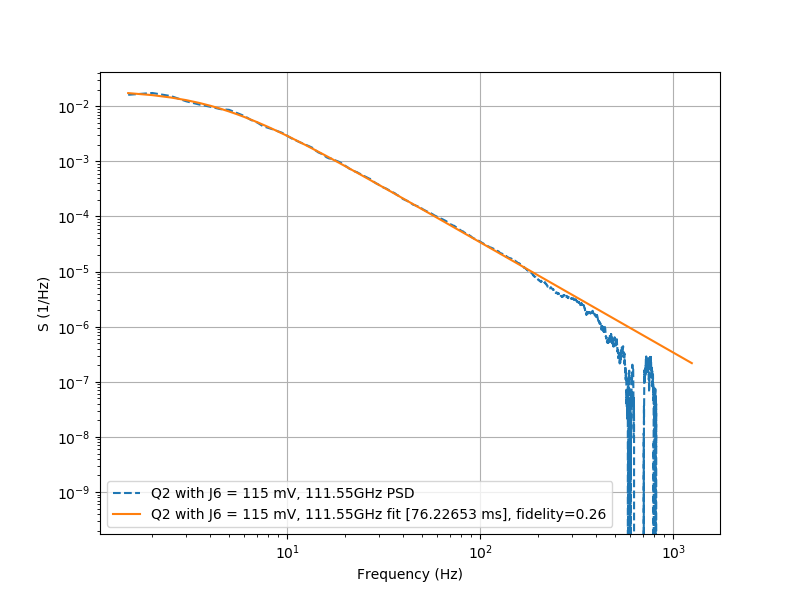 10⁻²
10⁻³
10⁻⁴
10⁻⁵
10⁻⁶
10⁻⁷
10⁻⁸
10⁻⁹
S (1/Hz)
Q2 with J6 = 115 mV, 111.55GHz PSD
Q2 with J6 = 115 mV, 111.55GHz fit [76.22653 ms], fidelity=0.26
10¹ 10² 10³
Frequency (Hz)